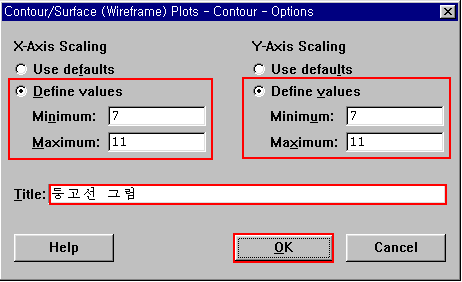 Contour/Surface (Wireframe) Plots - Contour - Options
X-Axis Scaling
Use defaults
Define values
Minimum: 7
Maximum: 11
Y-Axis Scaling
Use defaults
Define values
Minimum: 7
Maximum: 11
Title: 등고선 그림
Help
OK
Cancel